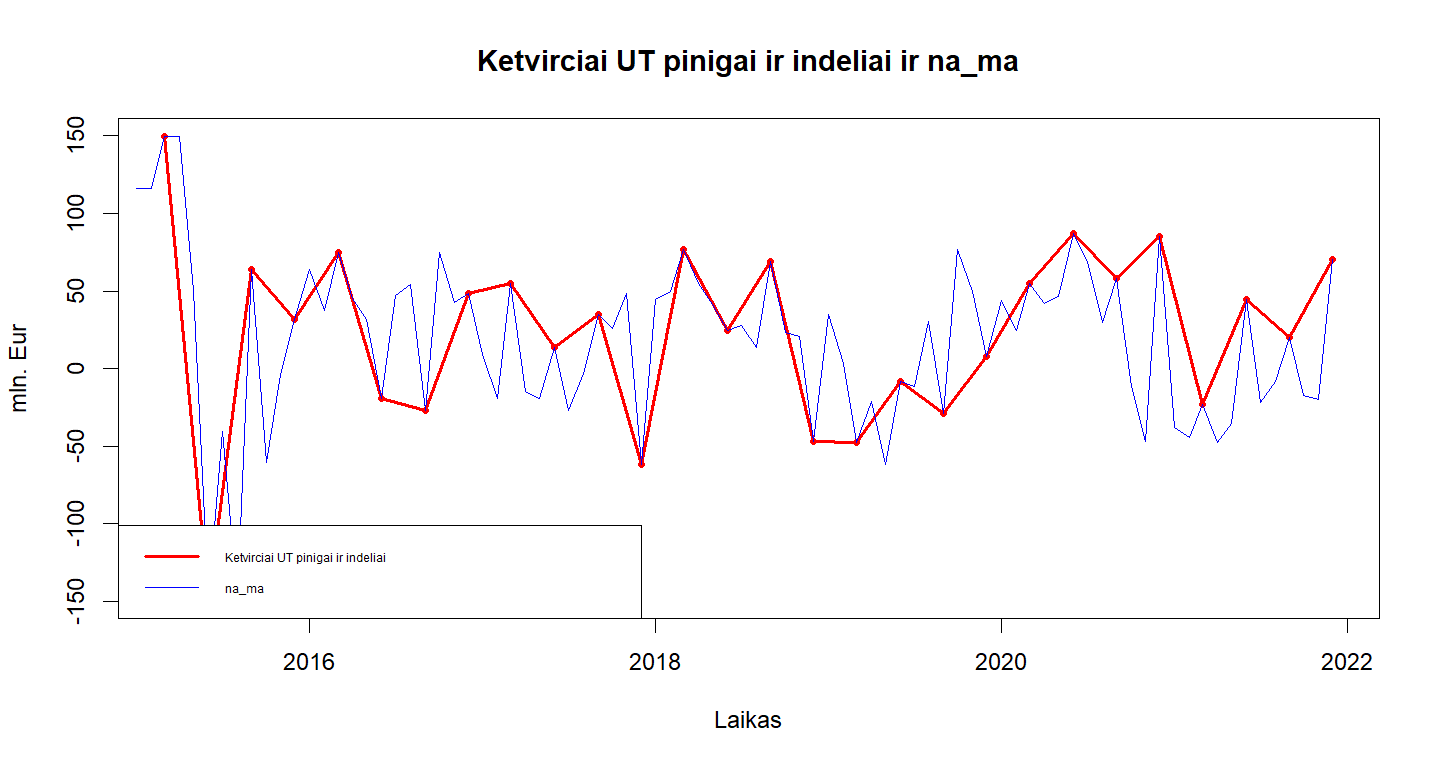 Ketvirciai UT pinigai ir indeliai ir na_ma
150
100
50
0
-50
-100
-150
mln. Eur
Ketvirciai UT pinigai ir indeliai
na_ma
2016
2018
2020
2022
Laikas